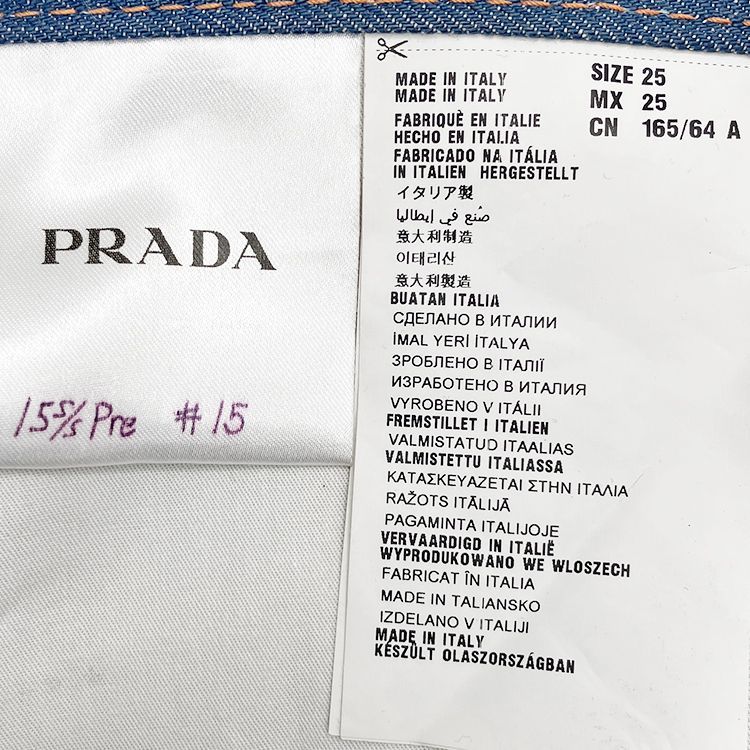 PRADA
15S/S Pre #15
SIZE 25
MX 25
CN 165/64 A
MADE IN ITALY
MADE IN ITALY
FABRIQUÈ EN ITALIE
HECHO EN ITALIA
FABRICADO NA ITÁLIA
IN ITALIEN HERGESTELLT
イタリア製
صنع في إيطاليا
意大利制造
이태리산
意大利製造
BUATAN ITALIA
СДЕЛАНО В ИТАЛИИ
İMAL YERİ İTALYA
ЗРОБЛЕНО В ІТАЛІЇ
ИЗРАБОТЕНО В ИТАЛИЯ
VYROBENO V ITÁLII
FREMSTILLET I ITALIEN
VALMISTATUD ITAALIAS
VALMISTETTU ITALIASSA
ΚΑΤΑΣΚΕΥΑΖΕΤΑΙ ΣΤΗΝ ΙΤΑΛΙΑ
RAŽOTS ITĀLIJĀ
PAGAMINTA ITALIJOJE
VERVAARDIGD IN ITALIË
WYPRODUKOWANO WE WLOSZECH
FABRICAT ÎN ITALIA
MADE IN TALIANSKO
IZDELANO V ITALIJI
MADE IN ITALY
KÉSZÜLT OLASZORSZÁGBAN